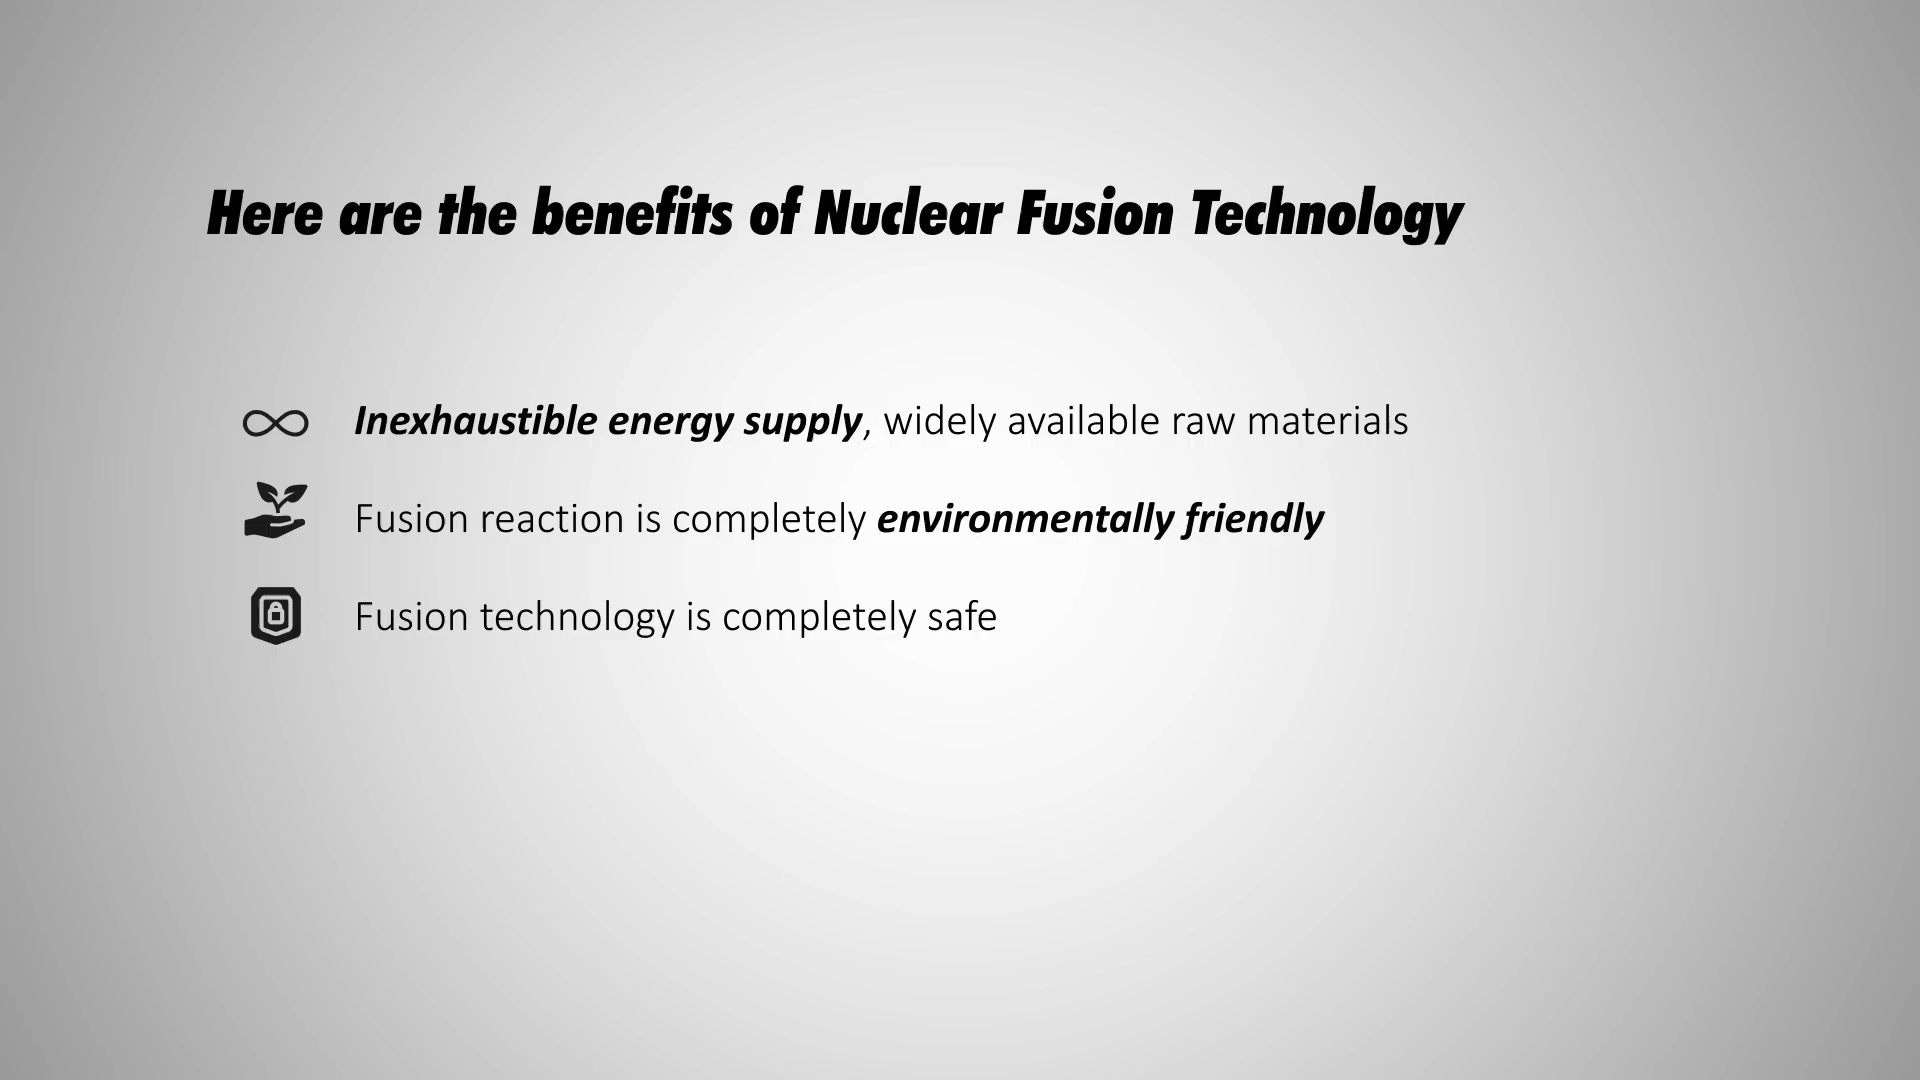 Here are the benefits of Nuclear Fusion Technology
Inexhaustible energy supply, widely available raw materials
Fusion reaction is completely environmentally friendly
Fusion technology is completely safe